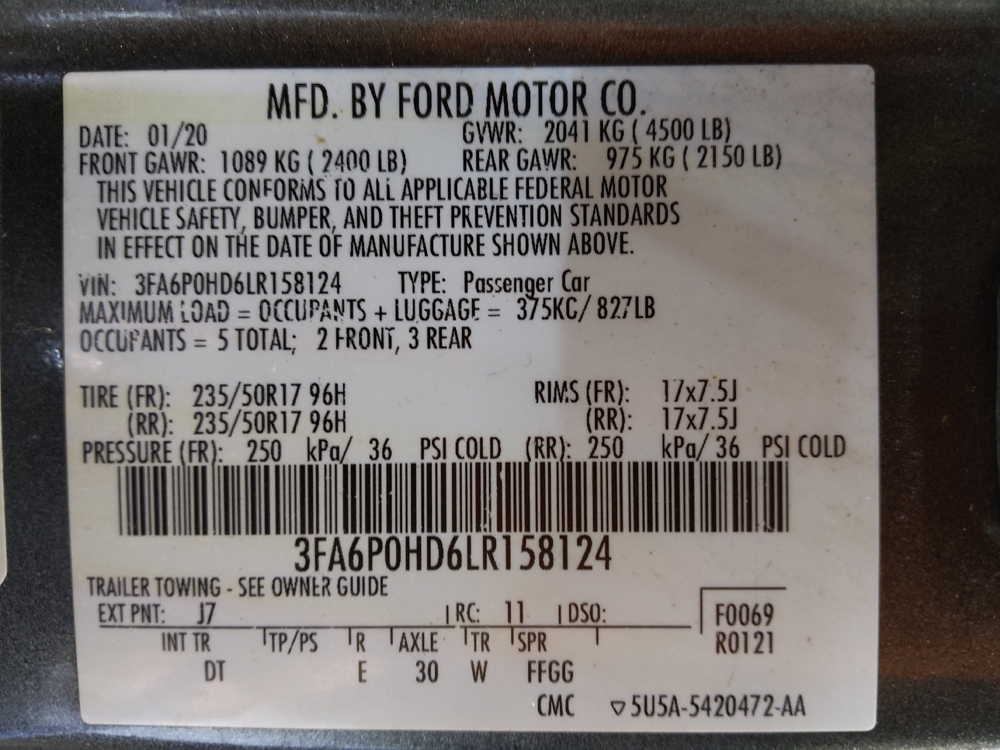 MFD. BY FORD MOTOR CO.
DATE: 01/20 GVWR: 2041 KG ( 4500 LB)
FRONT GAWR: 1089 KG ( 2400 LB) REAR GAWR: 975 KG ( 2150 LB)
THIS VEHICLE CONFORMS TO ALL APPLICABLE FEDERAL MOTOR
VEHICLE SAFETY, BUMPER, AND THEFT PREVENTION STANDARDS
IN EFFECT ON THE DATE OF MANUFACTURE SHOWN ABOVE.
VIN: 3FA6P0HD6LR158124 TYPE: Passenger Car
MAXIMUM LOAD = OCCUPANTS + LUGGAGE = 375KG/ 827LB
OCCUPANTS = 5 TOTAL; 2 FRONT, 3 REAR
TIRE (FR): 235/50R17 96H RIMS (FR): 17x7.5J
(RR): 235/50R17 96H (RR): 17x7.5J
PRESSURE (FR): 250 kPa/ 36 PSI COLD (RR): 250 kPa/ 36 PSI COLD
3FA6P0HD6LR158124
TRAILER TOWING - SEE OWNER GUIDE
EXT PNT: J7 RC: 11 DSO: F0069
INT TR TP/PS R AXLE TR SPR R0121
DT E 30 W FFGG
CMC ▽5U5A-5420472-AA